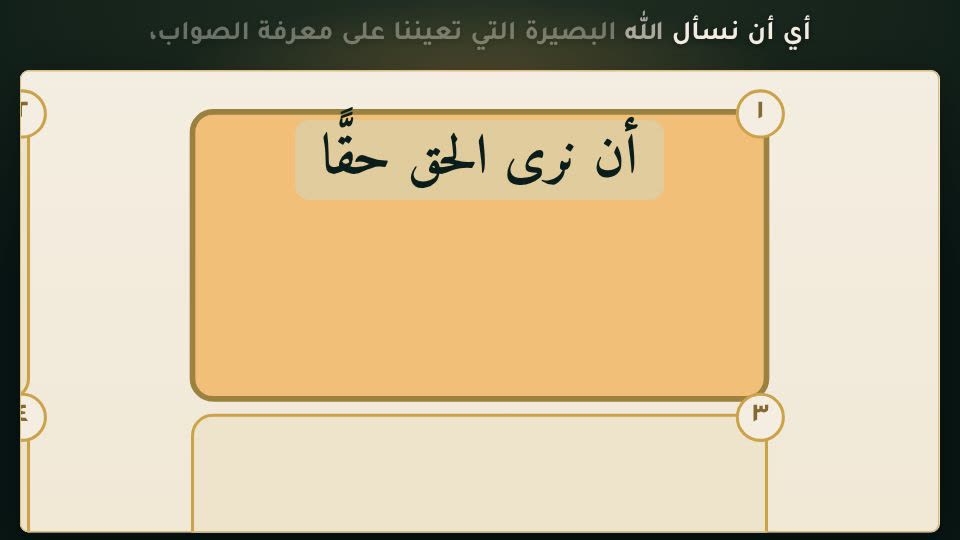 أي أن نسأل الله البصيرة التي تعيننا على معرفة الصواب،
١
أن نرى الحق حقًّا
٣